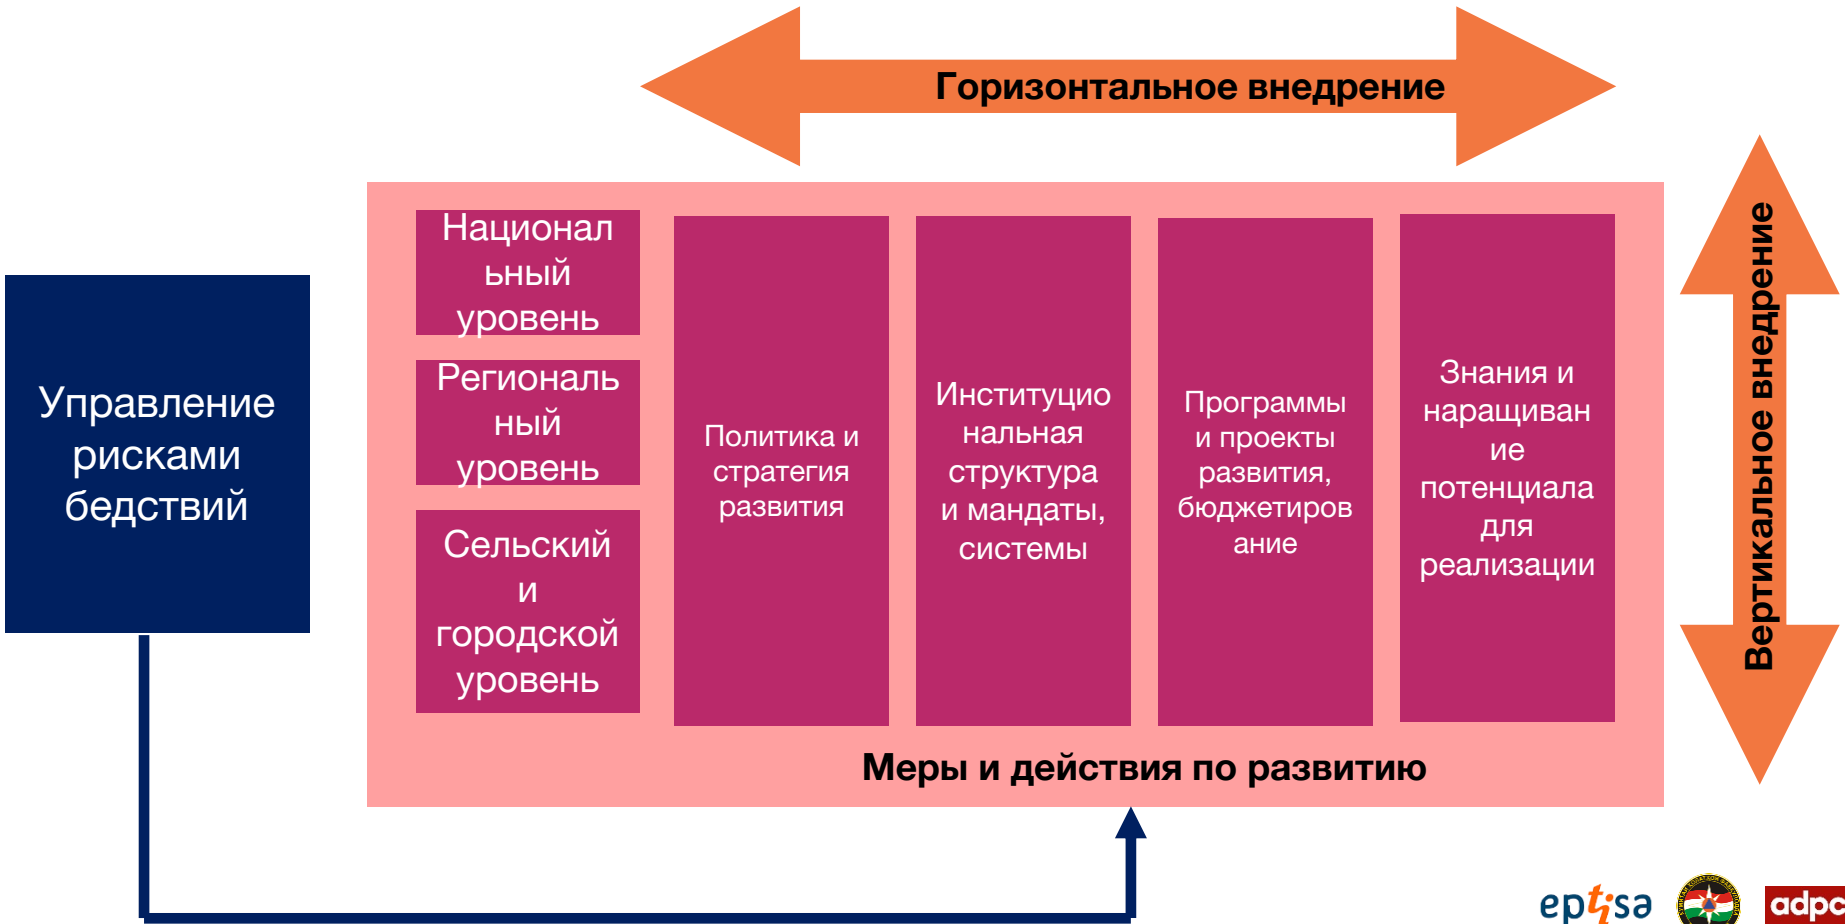 Горизонтальное внедрение
Вертикальное внедрение
Управление
рисками
бедствий
Национал
ьный
уровень
Региональ
ный
уровень
Сельский
и
городской
уровень
Политика и
стратегия
развития
Институцио
нальная
структура
и мандаты,
системы
Программы
и проекты
развития,
бюджетиров
ание
Знания и
наращиван
ие
потенциала
для
реализации
Меры и действия по развитию
eptisa
adpc